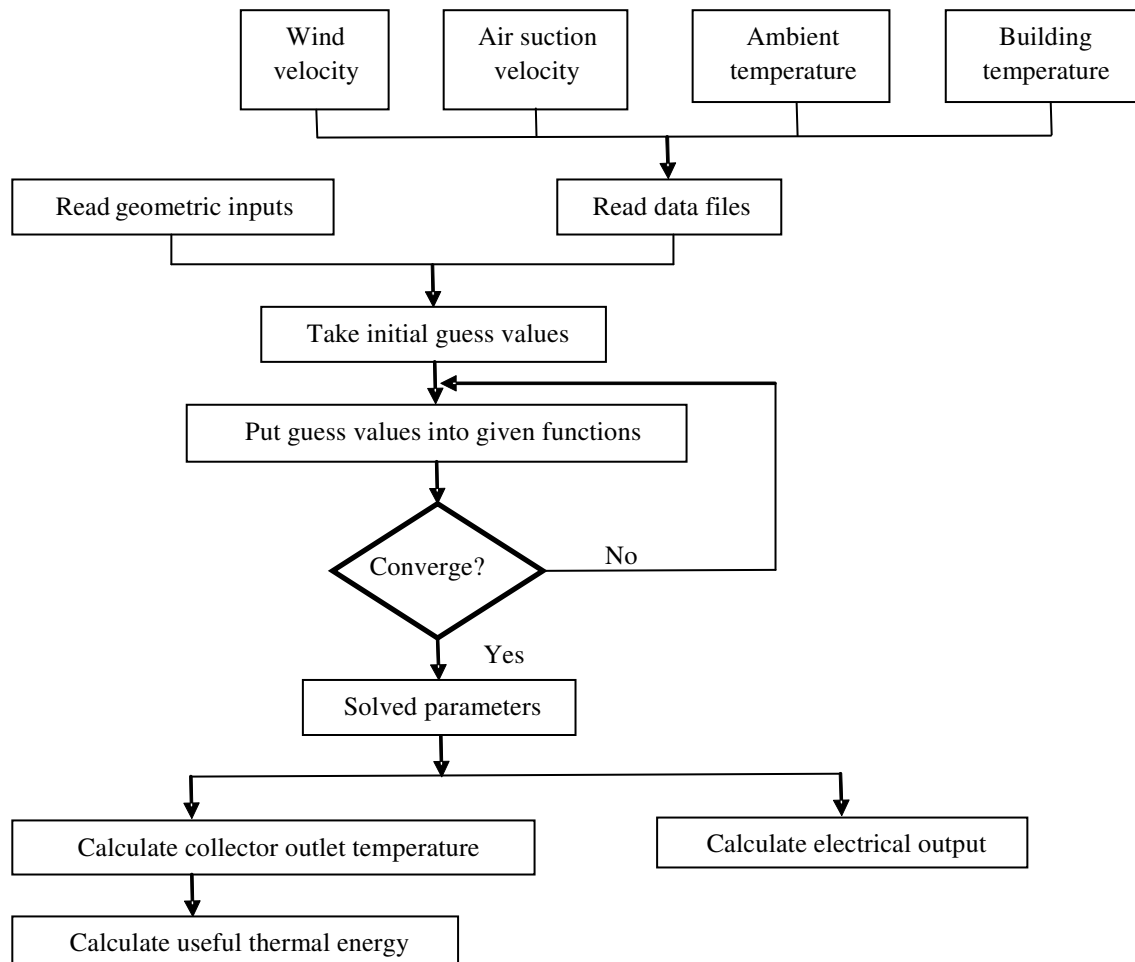 Wind
velocity
Air suction
velocity
Ambient
temperature
Building
temperature
Read geometric inputs
Read data files
Take initial guess values
Put guess values into given functions
Converge?
No
Yes
Solved parameters
Calculate collector outlet temperature
Calculate electrical output
Calculate useful thermal energy